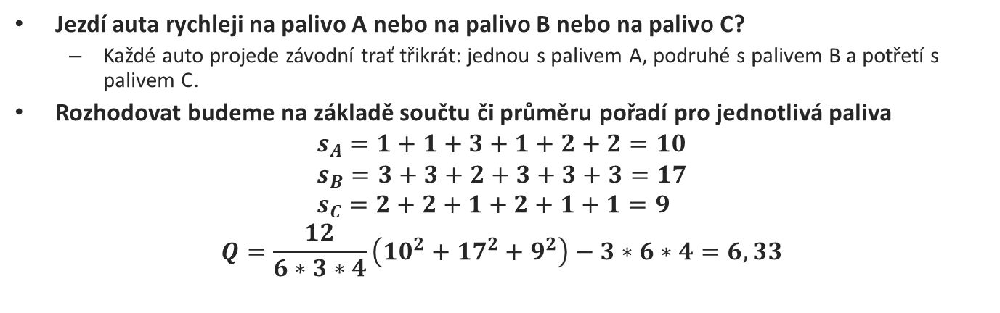 • Jezdí auta rychleji na palivo A nebo na palivo B nebo na palivo C?
– Každé auto projede závodní trať třikrát: jednou s palivem A, podruhé s palivem B a potřetí s
palivem C.
• Rozhodovat budeme na základě součtu či průměru pořadí pro jednotlivá paliva
s_A = 1 + 1 + 3 + 1 + 2 + 2 = 10
s_B = 3 + 3 + 2 + 3 + 3 + 3 = 17
s_C = 2 + 2 + 1 + 2 + 1 + 1 = 9
Q = \frac{12}{6 * 3 * 4} (10^2 + 17^2 + 9^2) − 3 * 6 * 4 = 6,33